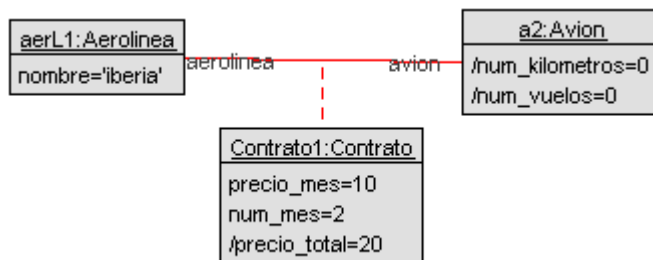 aerL1:Aerolinea
nombre='iberia'
aerolinea
avion
a2:Avion
/num_kilometros=0
/num_vuelos=0
Contrato1:Contrato
precio_mes=10
num_mes=2
/precio_total=20